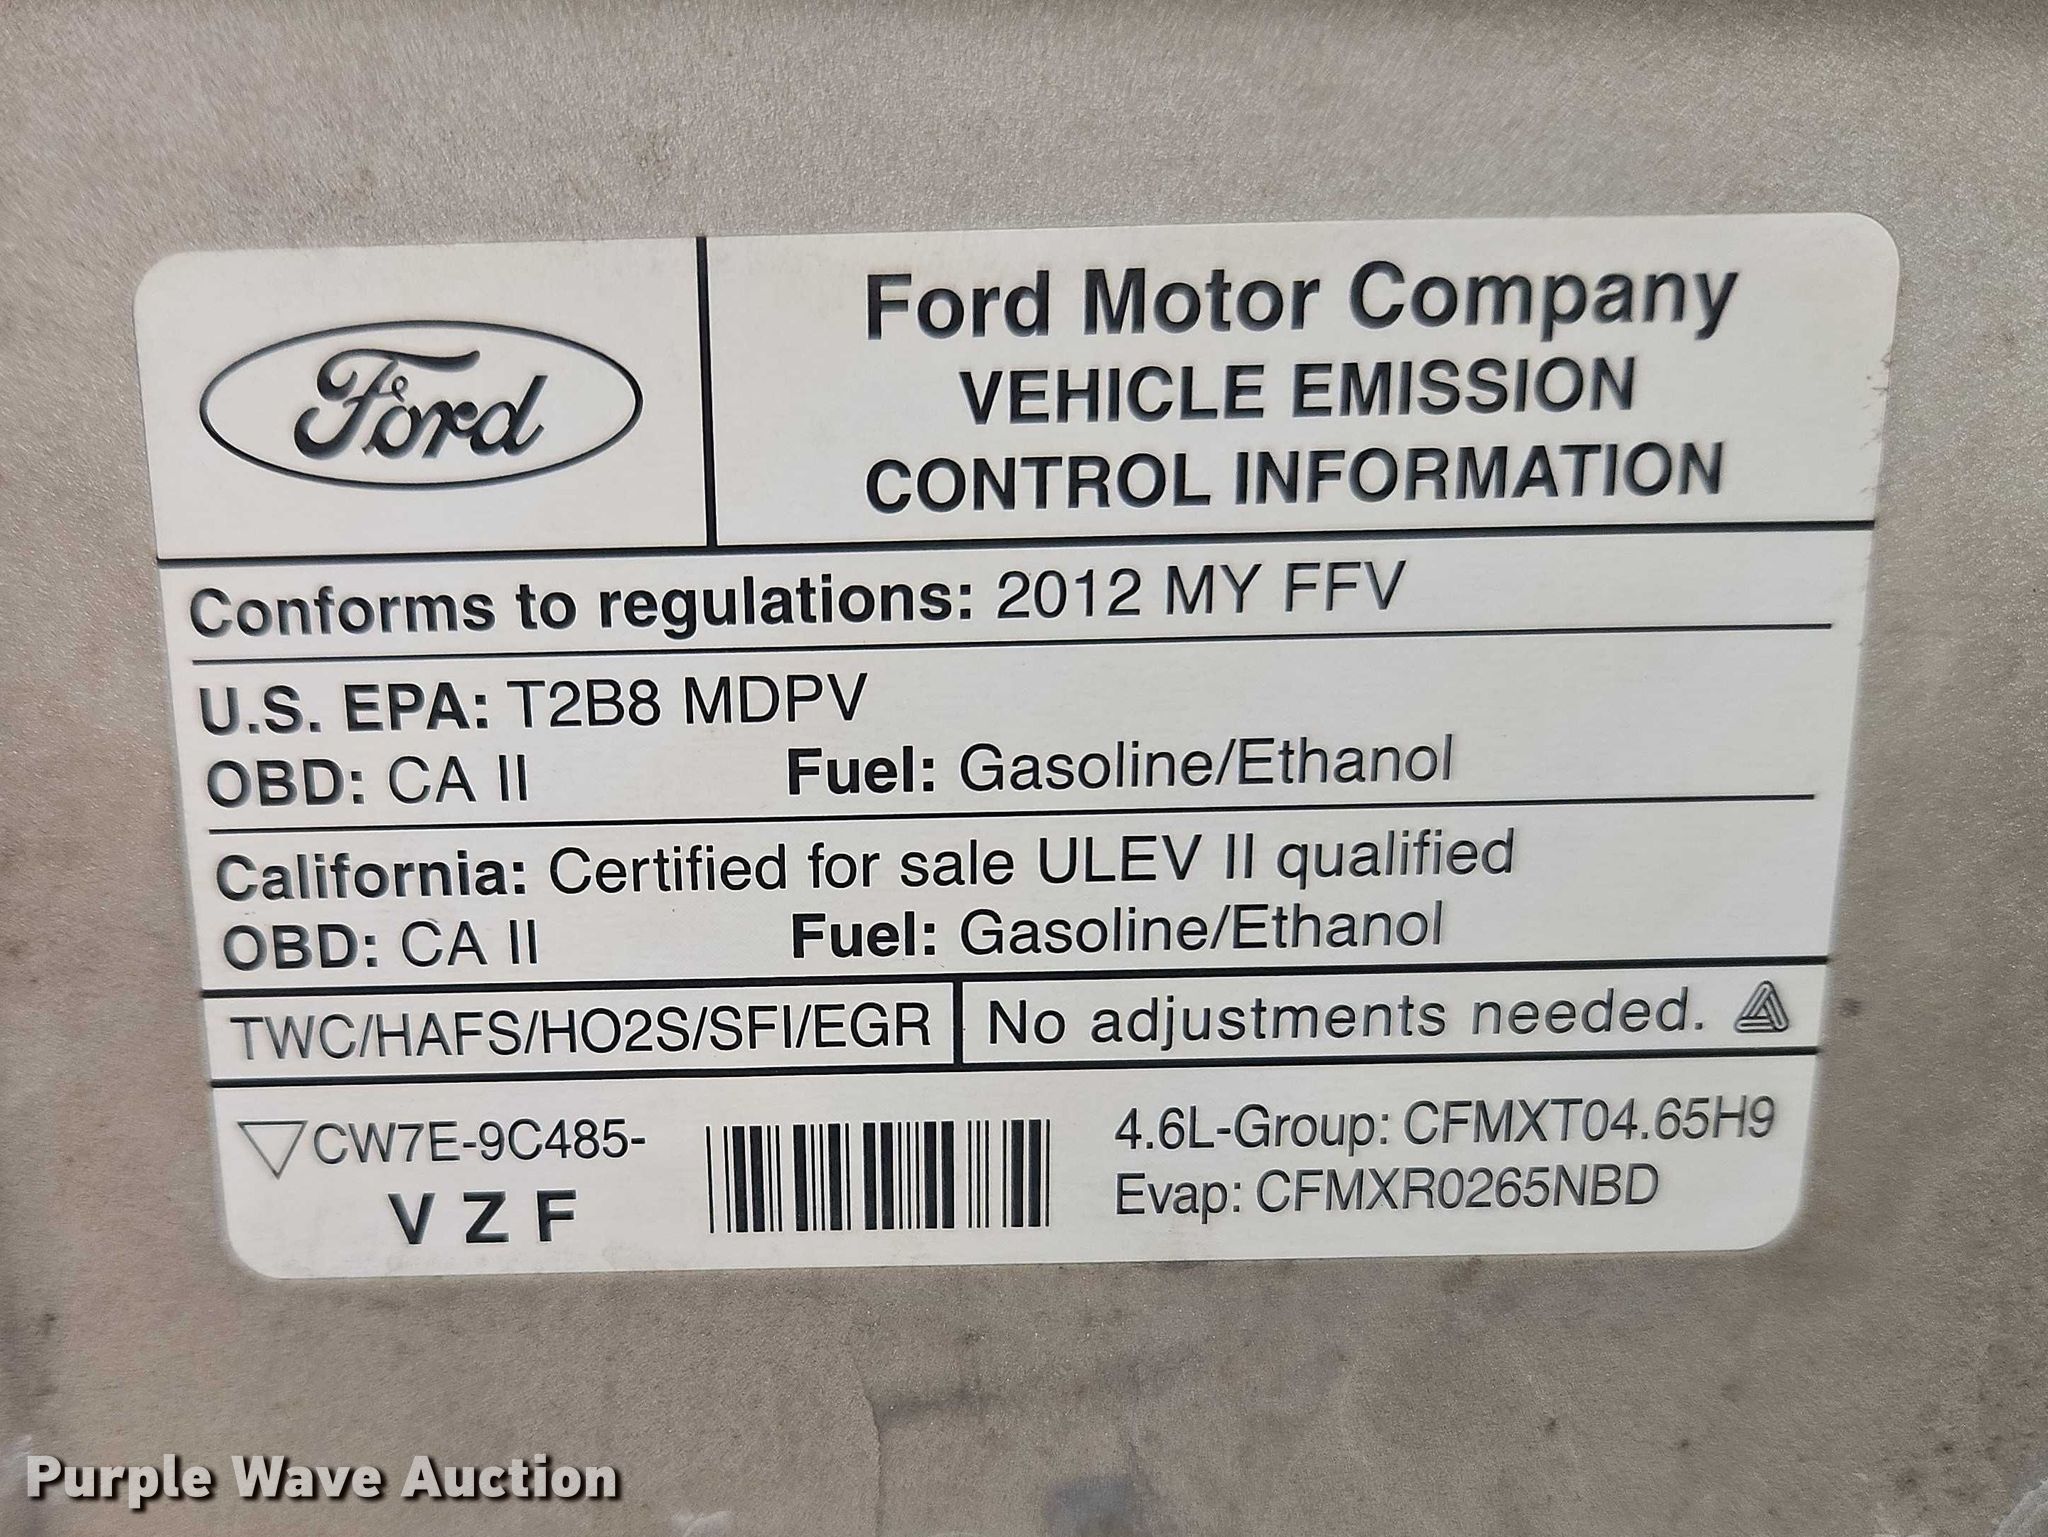 Ford
Ford Motor Company
VEHICLE EMISSION
CONTROL INFORMATION
Conforms to regulations: 2012 MY FFV
U.S. EPA: T2B8 MDPV
OBD: CA II Fuel: Gasoline/Ethanol
California: Certified for sale ULEV II qualified
OBD: CA II Fuel: Gasoline/Ethanol
TWC/HAFS/HO2S/SFI/EGR No adjustments needed.
CW7E-9C485-
V Z F
4.6L-Group: CFMXT04.65H9
Evap: CFMXR0265NBD
Purple Wave Auction